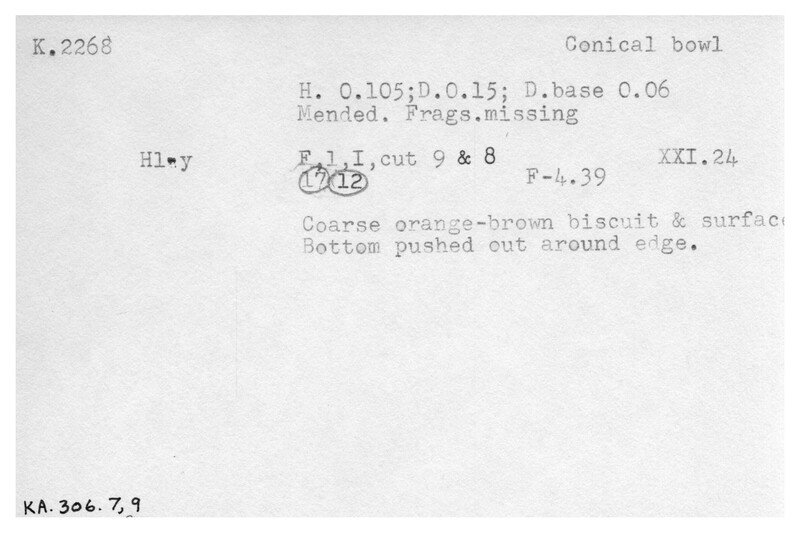 K.2268 Conical bowl
H. 0.105;D.0.15; D.base 0.06
Mended. Frags.missing
F,1,I,cut 9 & 8 XXI.24
17 12 F-4.39
Coarse orange-brown biscuit & surface
Bottom pushed out around edge.
KA.306.7,9